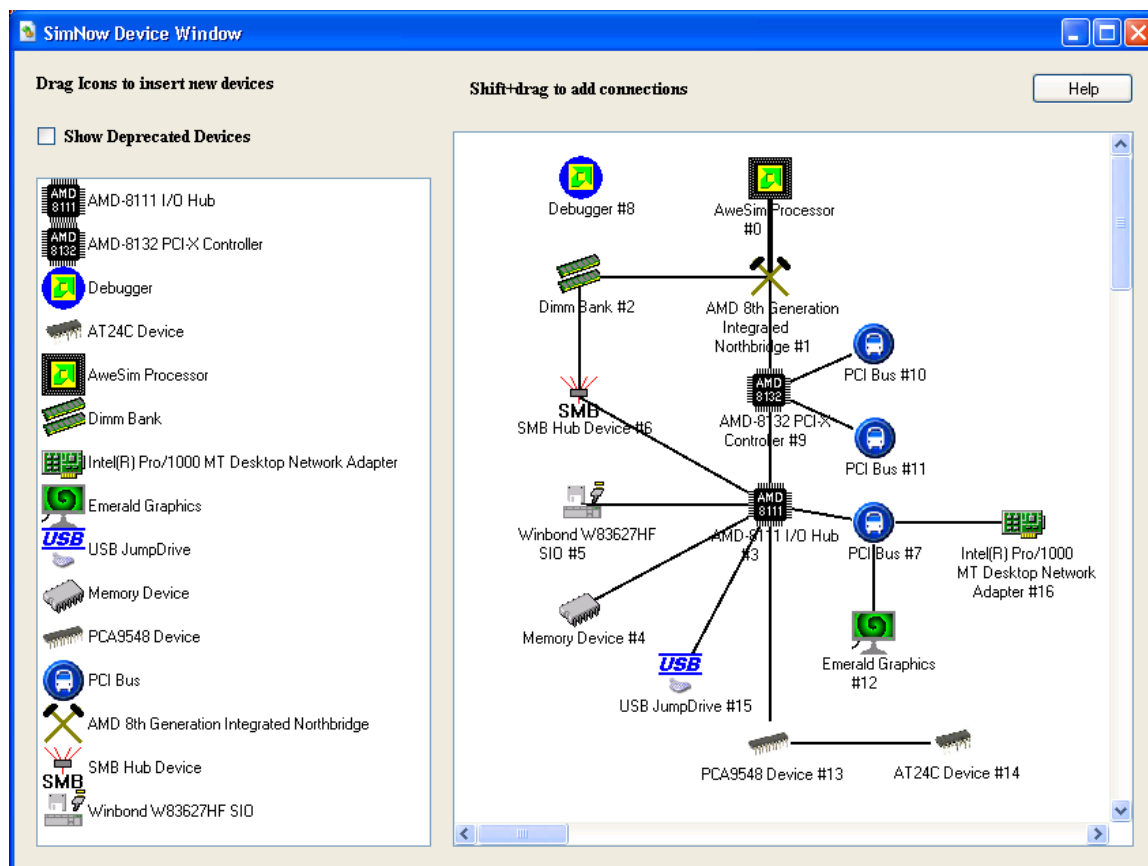 SimNow Device Window
Drag Icons to insert new devices
Shift+drag to add connections
Help
Show Deprecated Devices
AMD
8111
AMD-8111 I/O Hub
AMD
8132
AMD-8132 PCI-X Controller
Debugger
AT24C Device
AweSim Processor
Dimm Bank
Intel(R) Pro/1000 MT Desktop Network Adapter
Emerald Graphics
USB
USB JumpDrive
Memory Device
PCA9548 Device
PCI Bus
AMD 8th Generation Integrated Northbridge
SMB
SMB Hub Device
Winbond W83627HF SIO
Debugger #8
AweSim Processor
#0
Dimm Bank #2
AMD 8th Generation
Integrated
Northbridge #1
PCI Bus #10
SMB
SMB Hub Device #6
AMD
8132
AMD-8132 PCI-X
Controller #9
PCI Bus #11
Winbond W83627HF
SIO #5
AMD
8111
AMD-8111 I/O Hub
#3
PCI Bus #7
Intel(R) Pro/1000
MT Desktop Network
Adapter #16
Memory Device #4
USB
USB JumpDrive #15
Emerald Graphics
#12
PCA9548 Device #13
AT24C Device #14